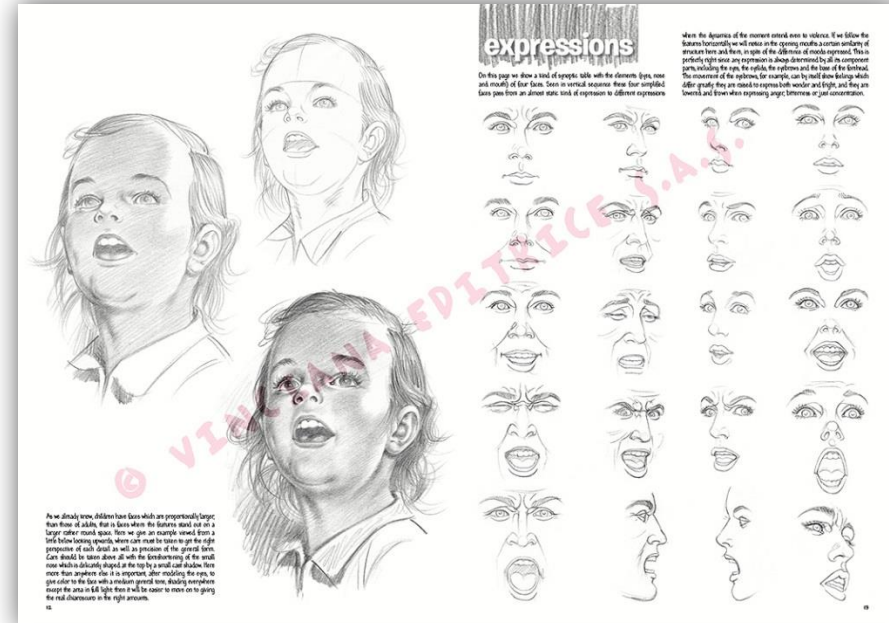 As we already know, children have faces which are proportionally larger,
than those of adults, that is faces where the features stand out on a
larger rather round space. Here we give an example viewed from a
little below looking upwards, where care must be taken to get the right
perspective of each detail as well as precision of the general form.
Care should be taken above all with the foreshortening of the small
nose which is delicately shaped at the top by a small cast shadow. Here
more than anywhere else it is important, after modeling the eyes, to
give color to the face with a medium general tone, shading everywhere
except the area in full light: then it will be easier to move on to giving
the real chiaroscuro in the right amounts.
12
expressions
On this page we show a kind of synoptic table with the elements (eyes, nose
and mouth) of four faces. Seen in vertical sequence these four simplified
faces pass from an almost static kind of expression to different expressions
where the dynamics of the moment extend even to violence. If we follow the
features horizontally we will notice in the opening mouths a certain similarity of
structure here and there, in spite of the difference of moods expressed. This is
perfectly right since any expression is always determined by all its component
parts, including the eyes, the eyelids, the eyebrows and the base of the forehead.
The movement of the eyebrows, for example, can by itself show feelings which
differ greatly: they are raised to express both wonder and fright, and they are
lowered and frown when expressing anger, bitterness or just concentration.
© VINCIANA EDITRICE S.A.S.